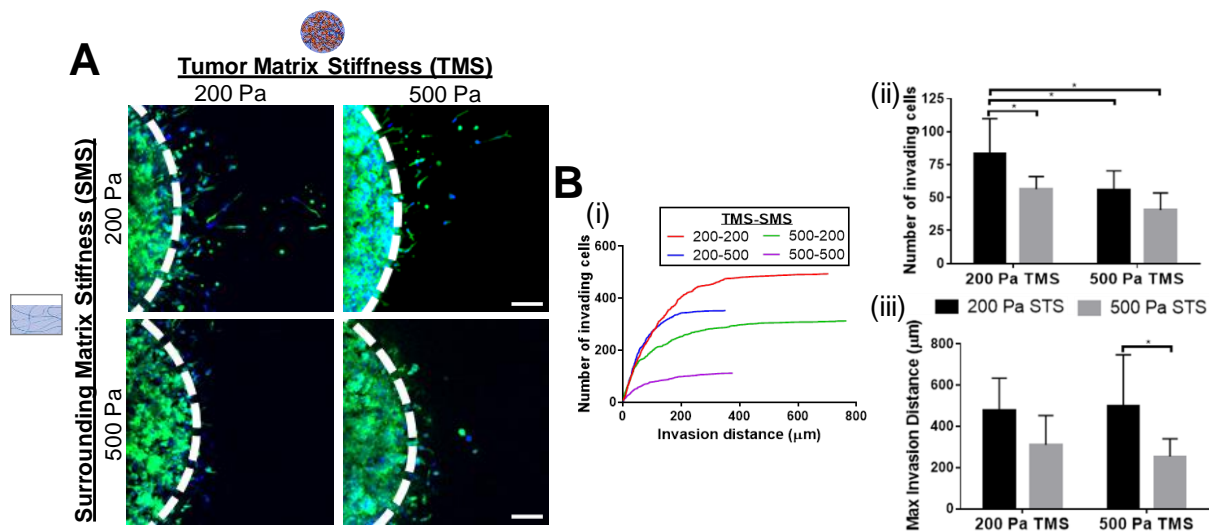 A
Tumor Matrix Stiffness (TMS)
200 Pa
500 Pa
Surrounding Matrix Stiffness (SMS)
200 Pa
500 Pa
B
(i)
Number of invading cells
600
400
200
0
TMS-SMS
200-200 500-200
200-500 500-500
0 200 400 600 800
Invasion distance (μm)
(ii)
Number of invading cells
125
100
75
50
25
0
* * *
200 Pa TMS 500 Pa TMS
200 Pa STS 500 Pa STS
(iii)
Max Invasion Distance (μm)
800
600
400
200
0
*
200 Pa TMS 500 Pa TMS